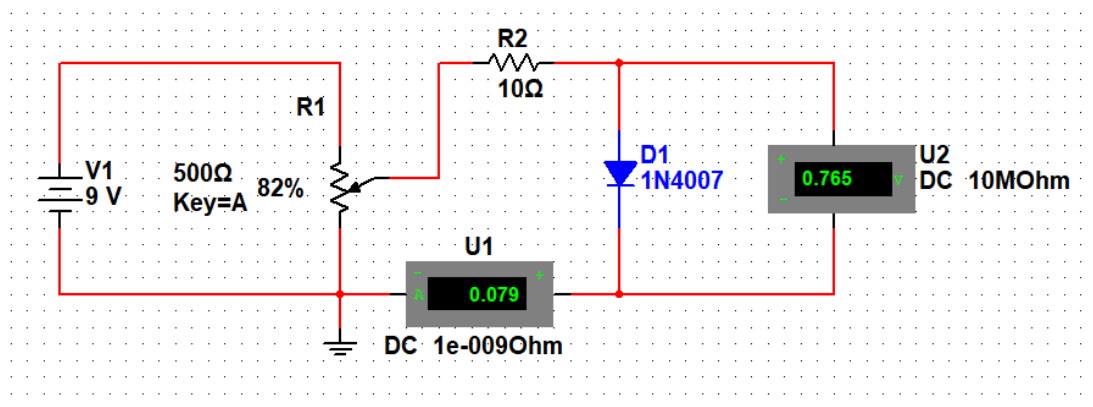 R2
10Ω
R1
V1
9 V
500Ω
Key=A
82%
D1
1N4007
+
0.765
V
-
U2
DC 10MOhm
U1
-
+
A
0.079
DC 1e-009Ohm